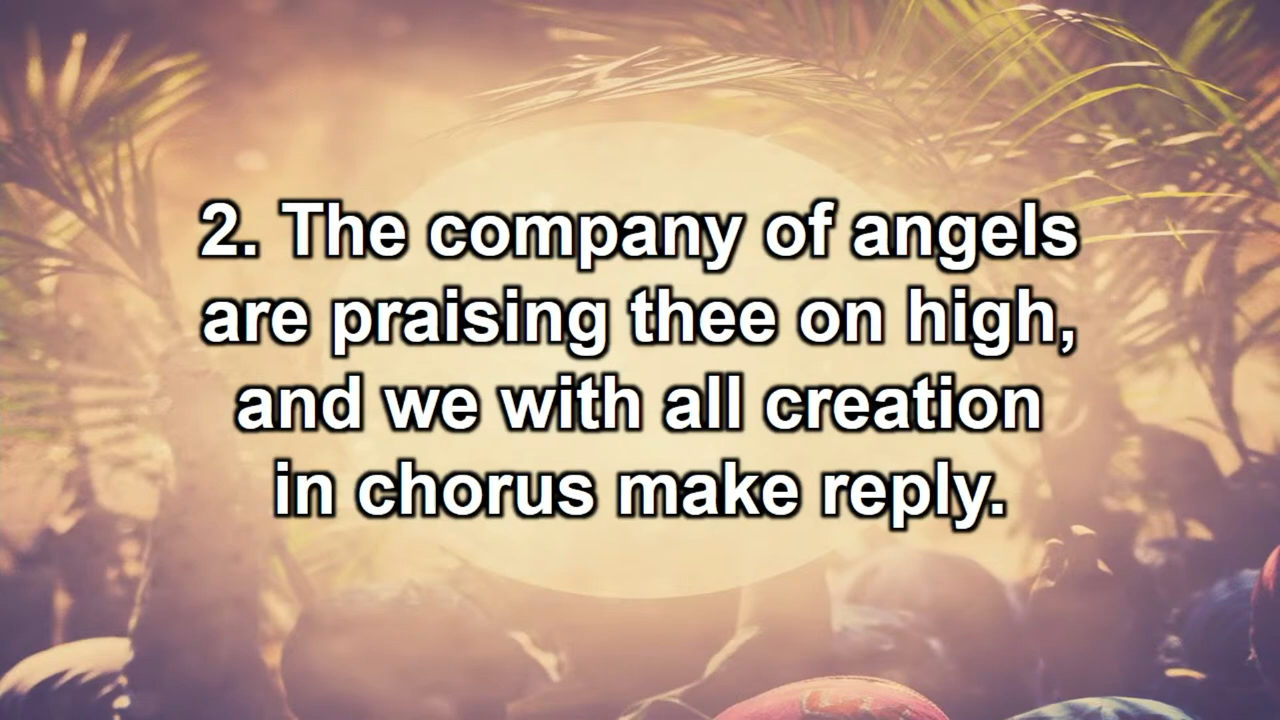 2. The company of angels
are praising thee on high,
and we with all creation
in chorus make reply.